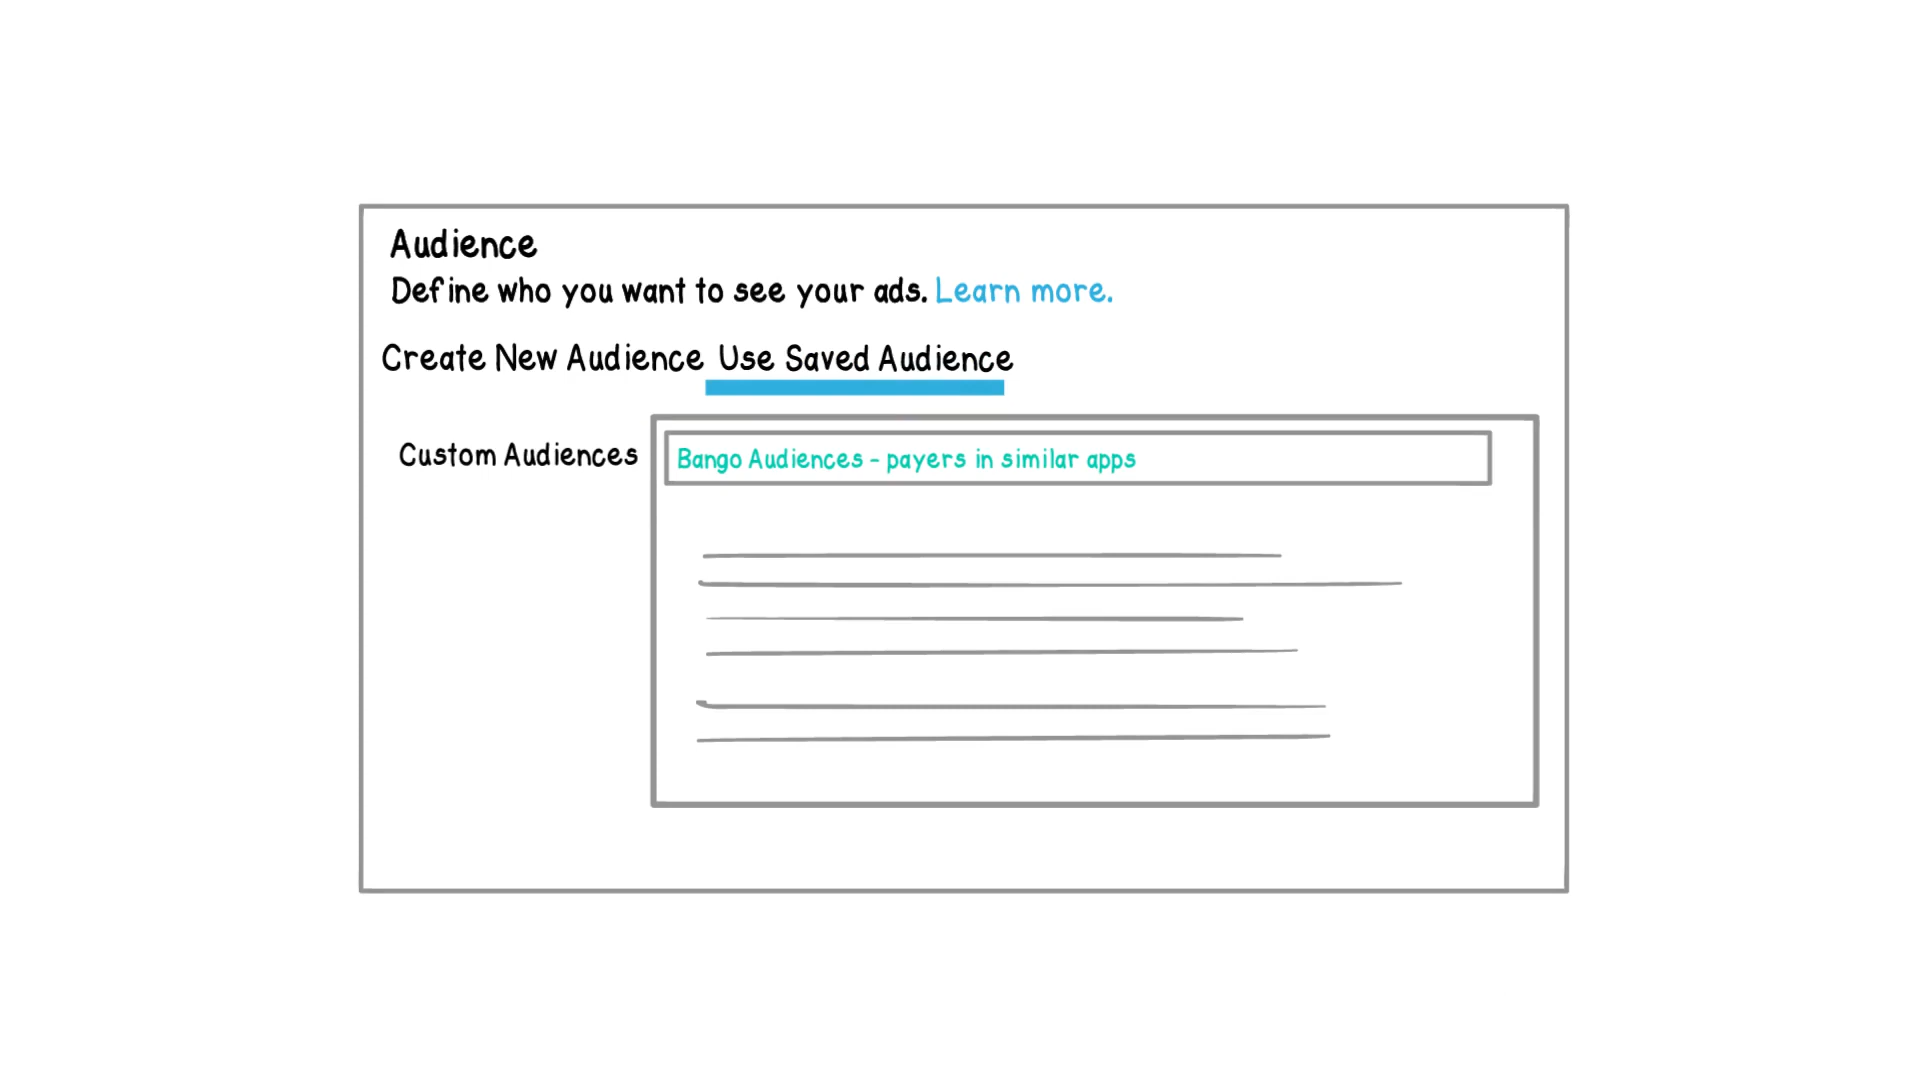 Audience
Define who you want to see your ads. Learn more.
Create New Audience Use Saved Audience
Custom Audiences
Bango Audiences - payers in similar apps